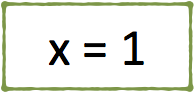 x = 1